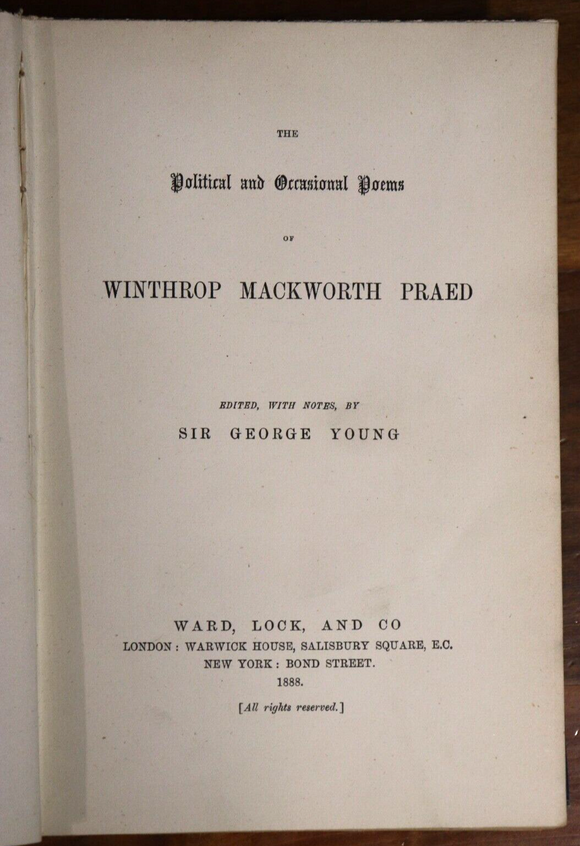 THE
Political and Occasional Poems
OF
WINTHROP MACKWORTH PRAED
EDITED, WITH NOTES, BY
SIR GEORGE YOUNG
WARD, LOCK, AND CO
LONDON: WARWICK HOUSE, SALISBURY SQUARE, E.C.
NEW YORK: BOND STREET.
1888.
[All rights reserved.]